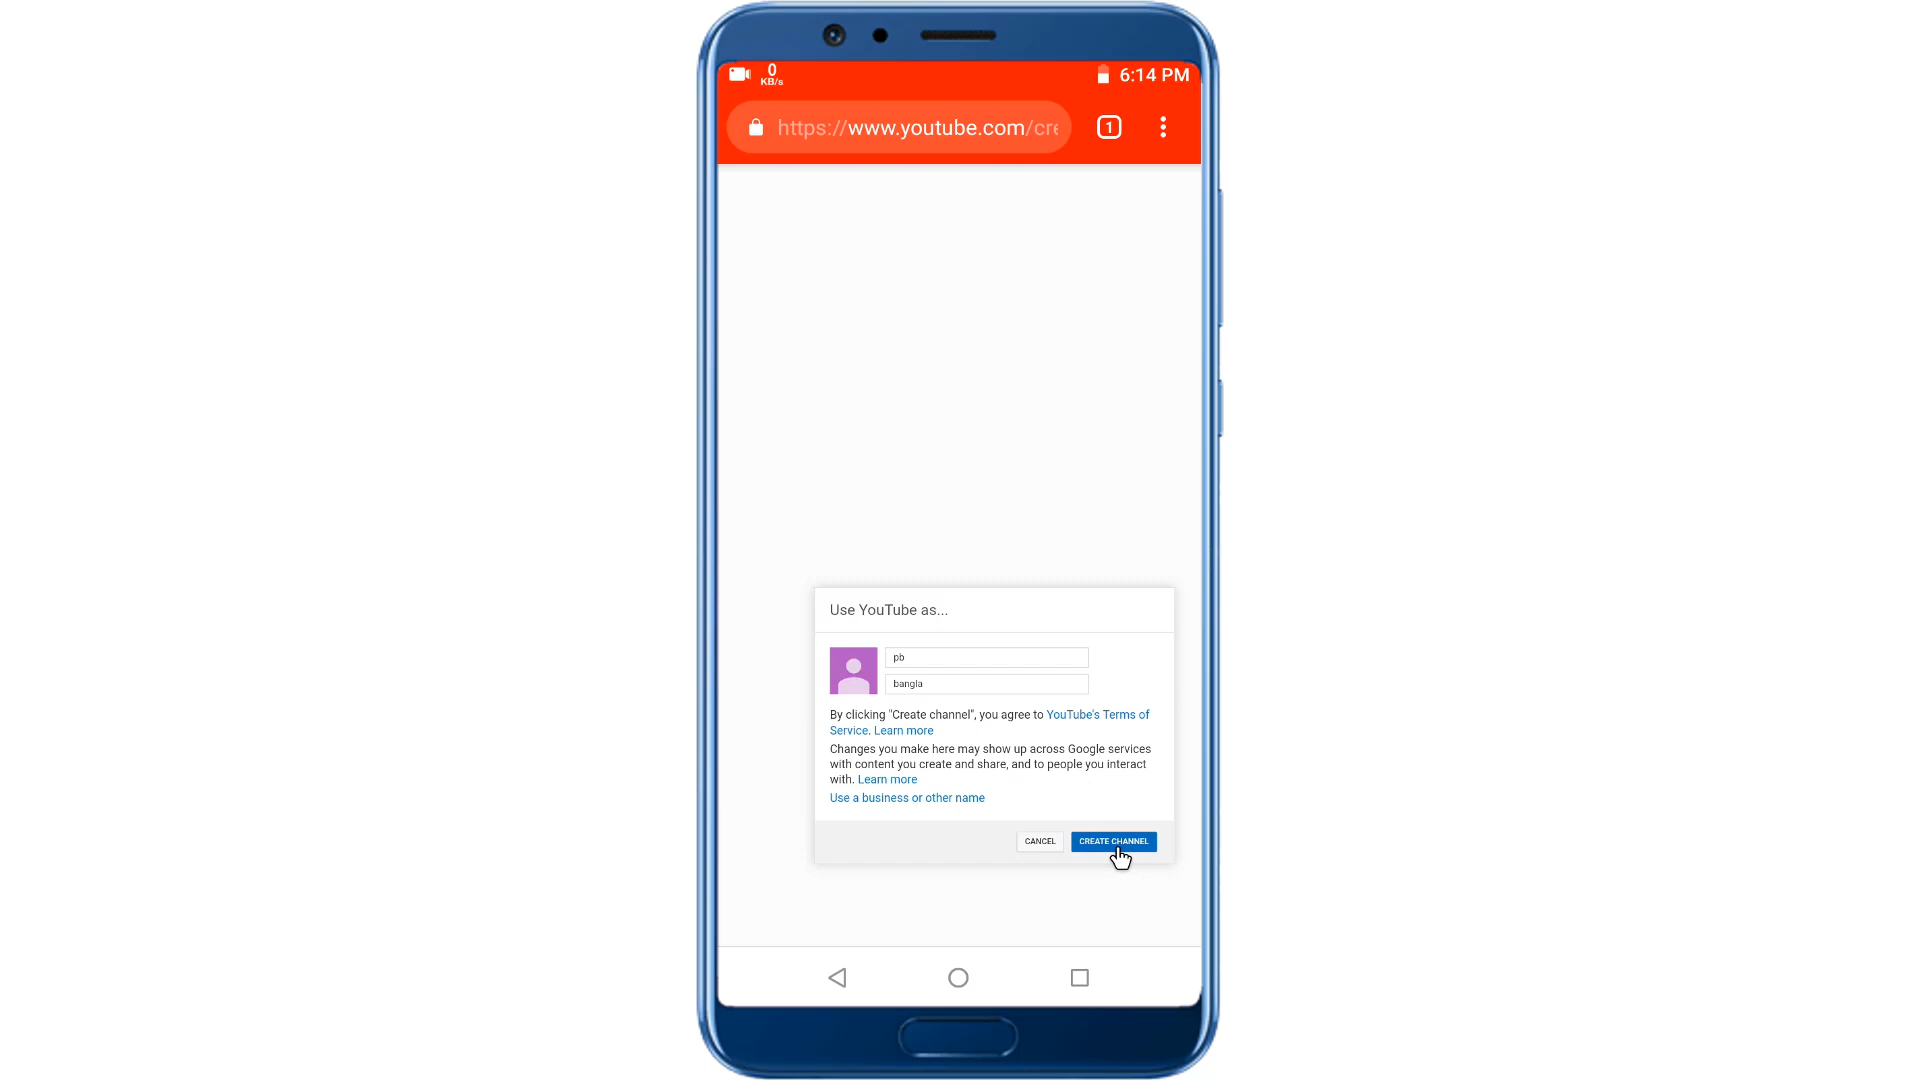 0
KB/s
6:14 PM
https://www.youtube.com/cre
1
Use YouTube as...
pb
bangla
By clicking "Create channel", you agree to YouTube's Terms of
Service. Learn more
Changes you make here may show up across Google services
with content you create and share, and to people you interact
with. Learn more
Use a business or other name
CANCEL
CREATE CHANNEL